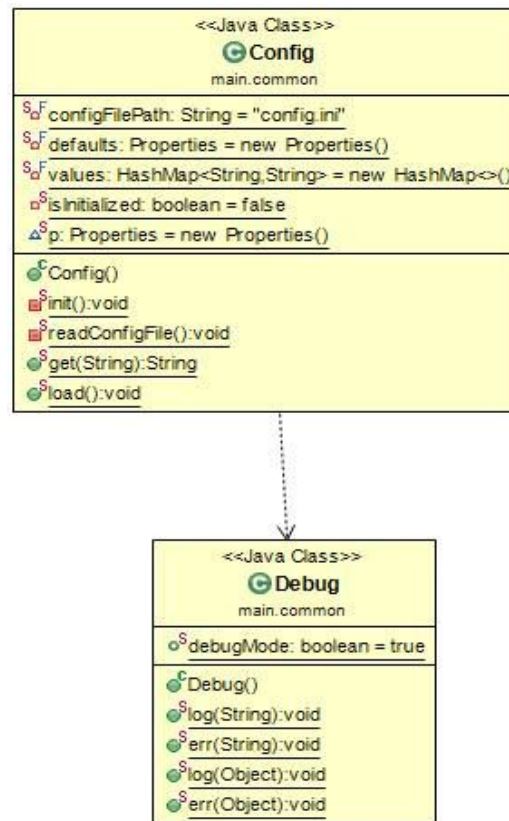 <<Java Class>>
Config
main.common
configFilePath: String = "config.ini"
defaults: Properties = new Properties()
values: HashMap<String,String> = new HashMap<>()
isInitialized: boolean = false
p: Properties = new Properties()
Config()
init():void
readConfigFile():void
get(String):String
load():void
<<Java Class>>
Debug
main.common
debugMode: boolean = true
Debug()
log(String):void
err(String):void
log(Object):void
err(Object):void